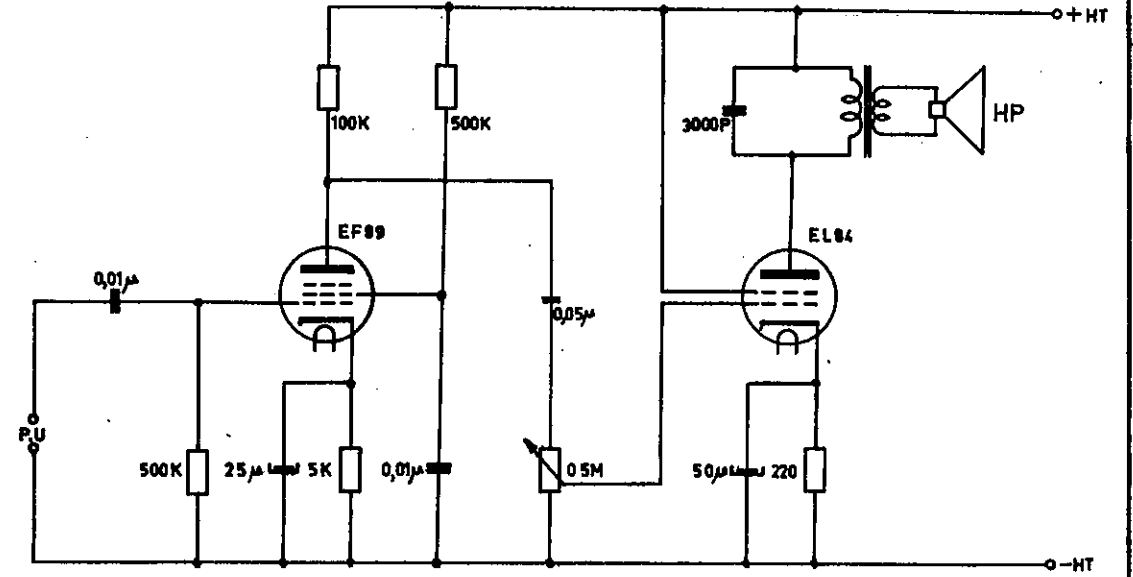 + HT
100K
500K
3000P
HP
EF89
EL84
0,01µ
0,05µ
P.U
500K
25µ
5K
0,01µ
0 5M
50µ
220
-HT